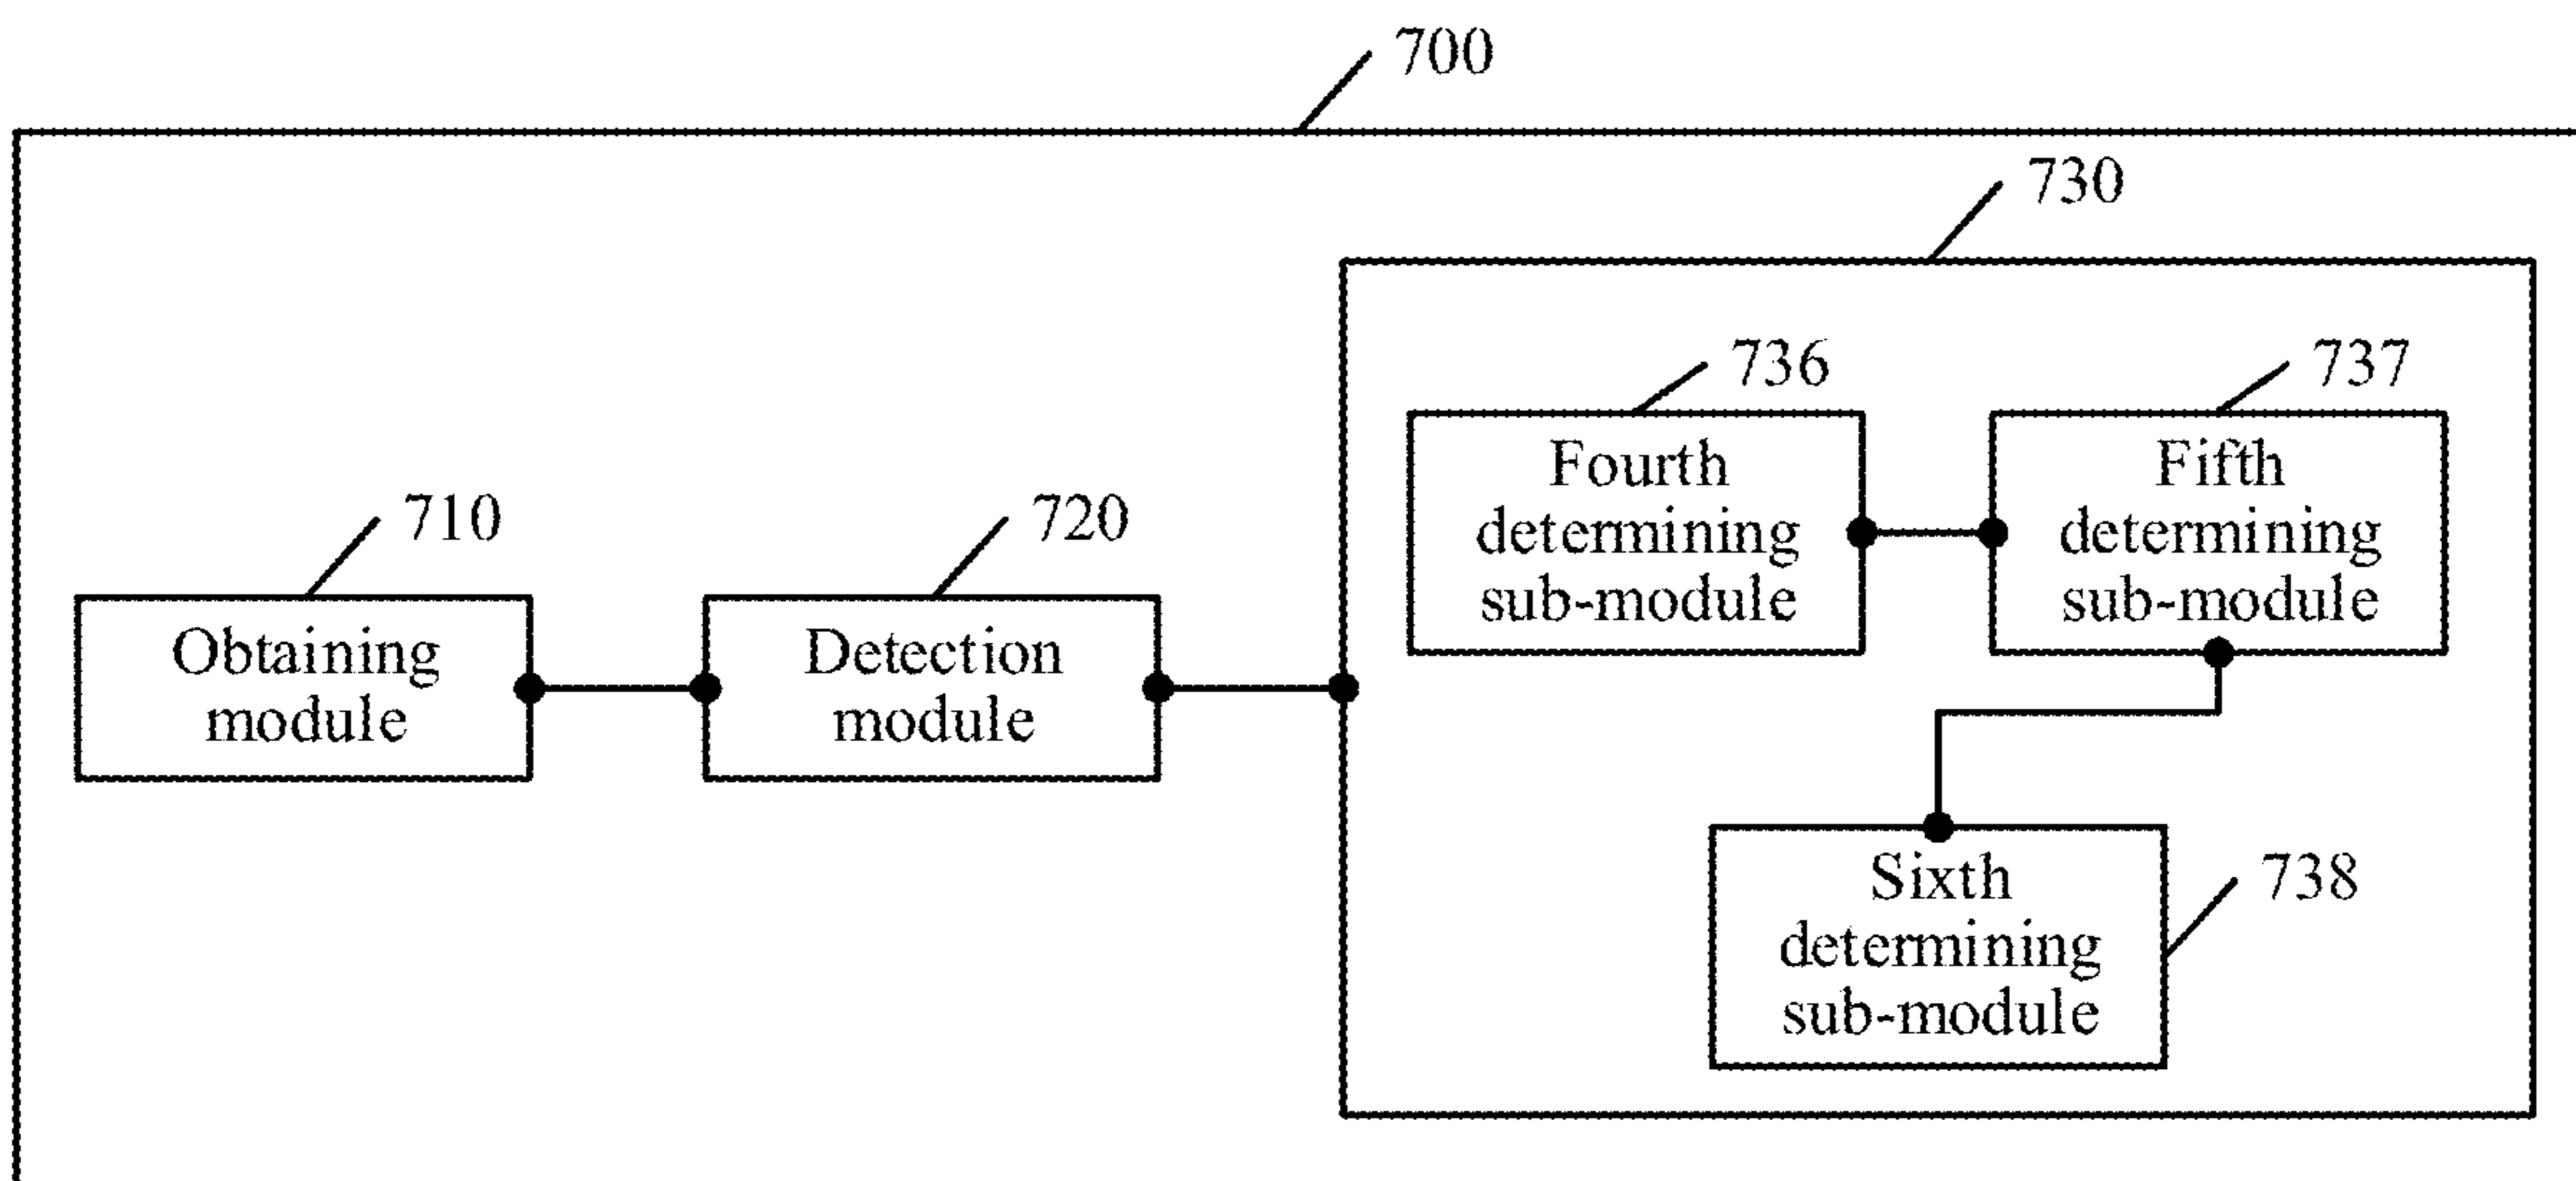 700
730
736
737
Fourth
determining
sub-module
Fifth
determining
sub-module
710
720
Obtaining
module
Detection
module
Sixth
determining
sub-module
738